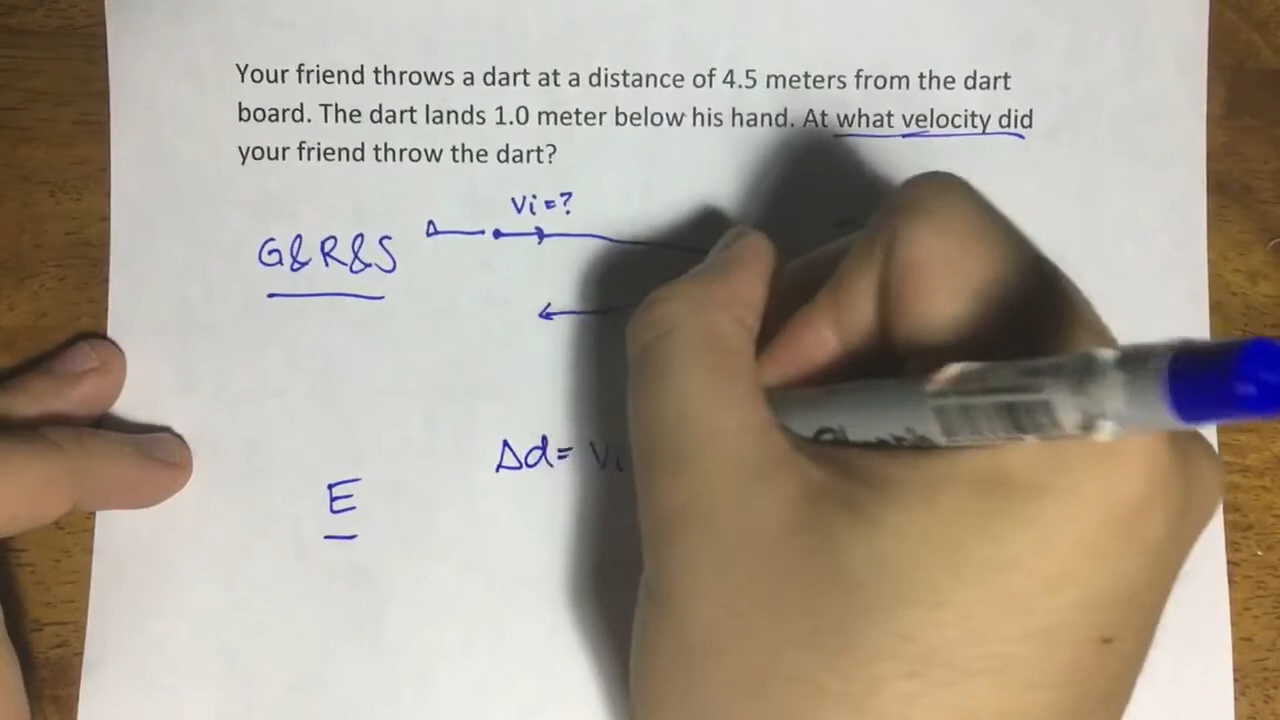 Your friend throws a dart at a distance of 4.5 meters from the dart
board. The dart lands 1.0 meter below his hand. At what velocity did
your friend throw the dart?
Vi=?
G&R&S
Δd= Vi
E